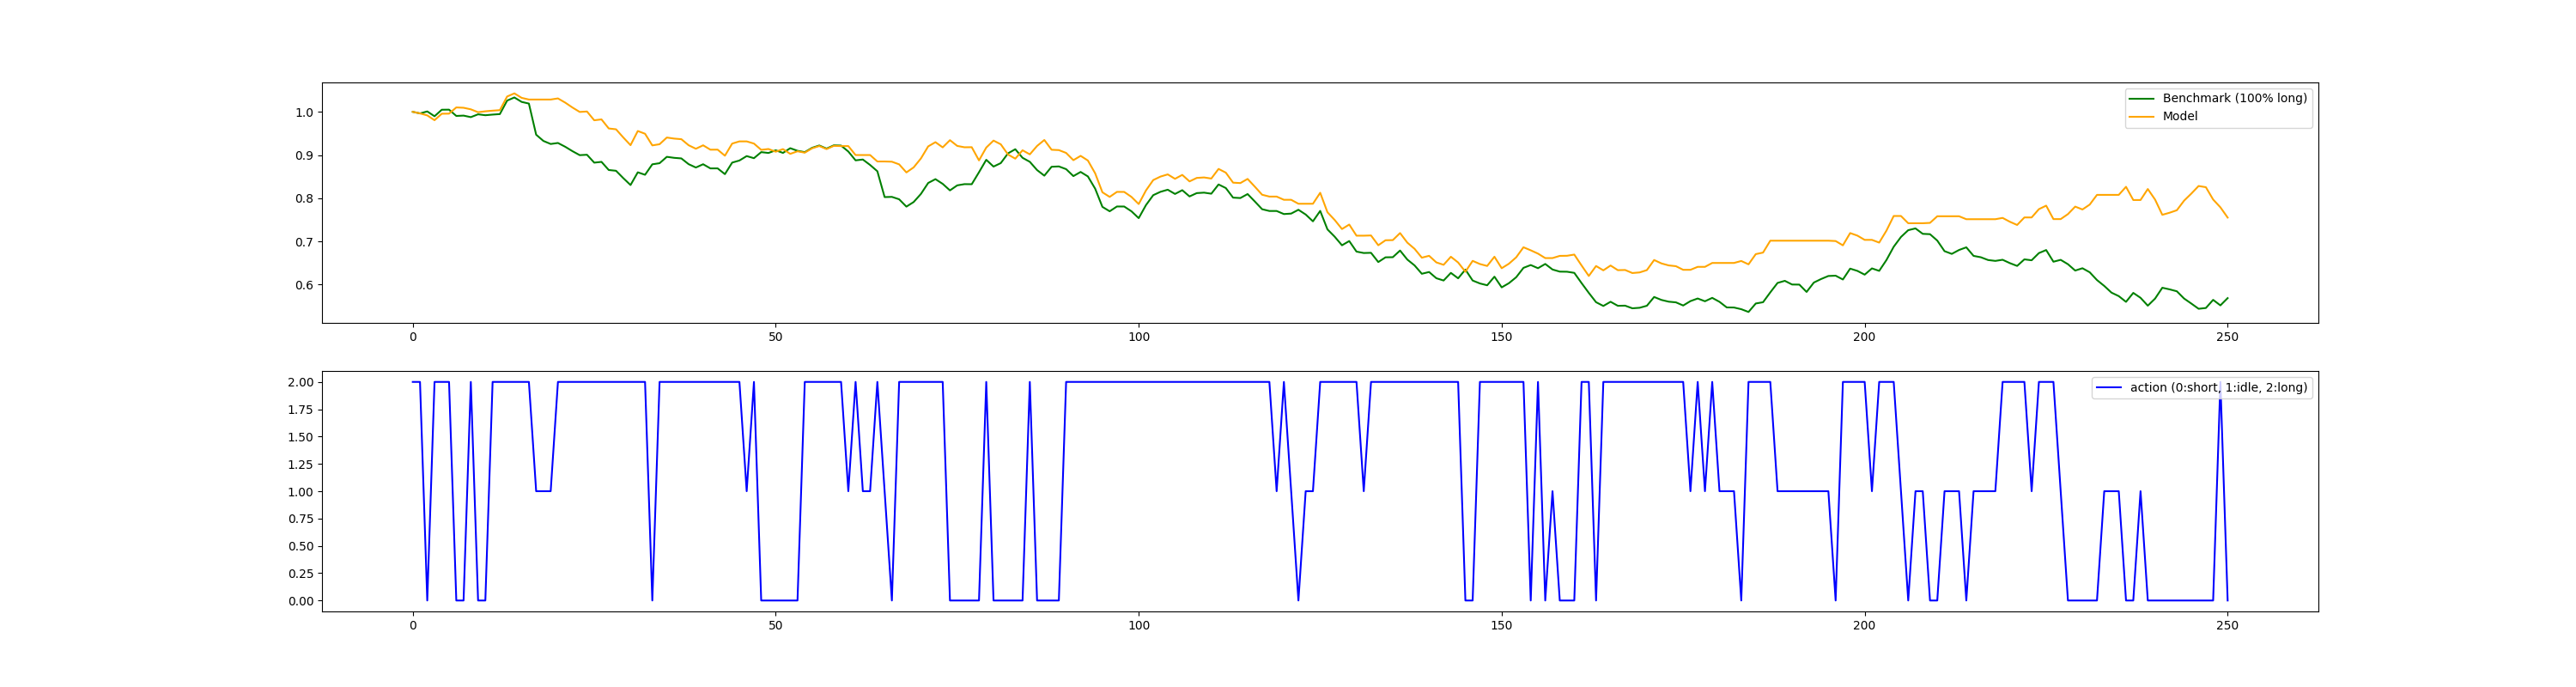 1.0
0.9
0.8
0.7
0.6
Benchmark (100% long)
Model
0 50 100 150 200 250
2.00
1.75
1.50
1.25
1.00
0.75
0.50
0.25
0.00
action (0:short, 1:idle, 2:long)
0 50 100 150 200 250